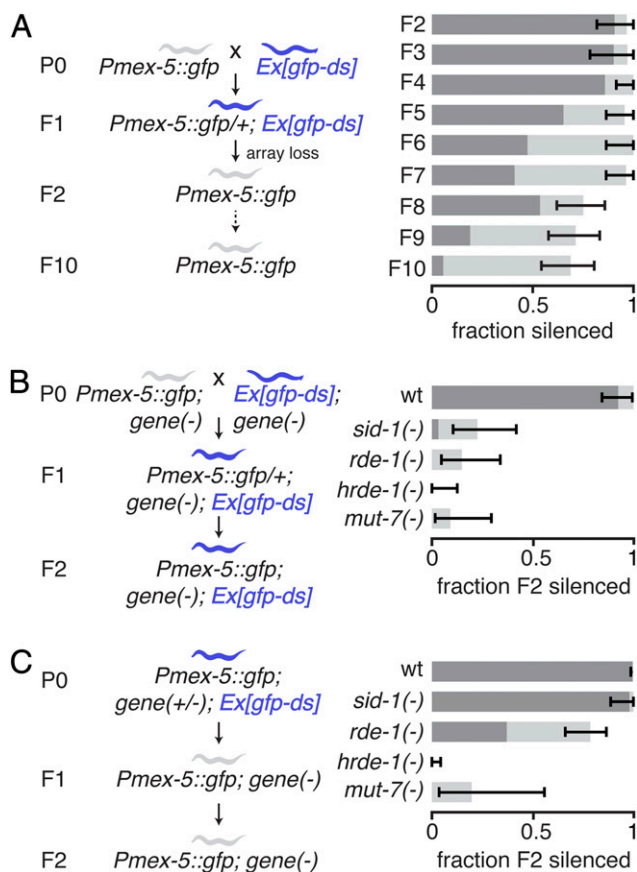 A
P0 Pmex-5::gfp X Ex[gfp-ds]
F1 Pmex-5::gfp/+; Ex[gfp-ds]
array loss
F2 Pmex-5::gfp
F10 Pmex-5::gfp
F2
F3
F4
F5
F6
F7
F8
F9
F10
0 0.5 1
fraction silenced
B
P0 Pmex-5::gfp; X Ex[gfp-ds];
gene(-) gene(-)
F1 Pmex-5::gfp/+;
gene(-); Ex[gfp-ds]
F2 Pmex-5::gfp;
gene(-); Ex[gfp-ds]
wt
sid-1(-)
rde-1(-)
hrde-1(-)
mut-7(-)
0 0.5 1
fraction F2 silenced
C
P0 Pmex-5::gfp;
gene(+/-); Ex[gfp-ds]
F1 Pmex-5::gfp; gene(-)
F2 Pmex-5::gfp; gene(-)
wt
sid-1(-)
rde-1(-)
hrde-1(-)
mut-7(-)
0 0.5 1
fraction F2 silenced